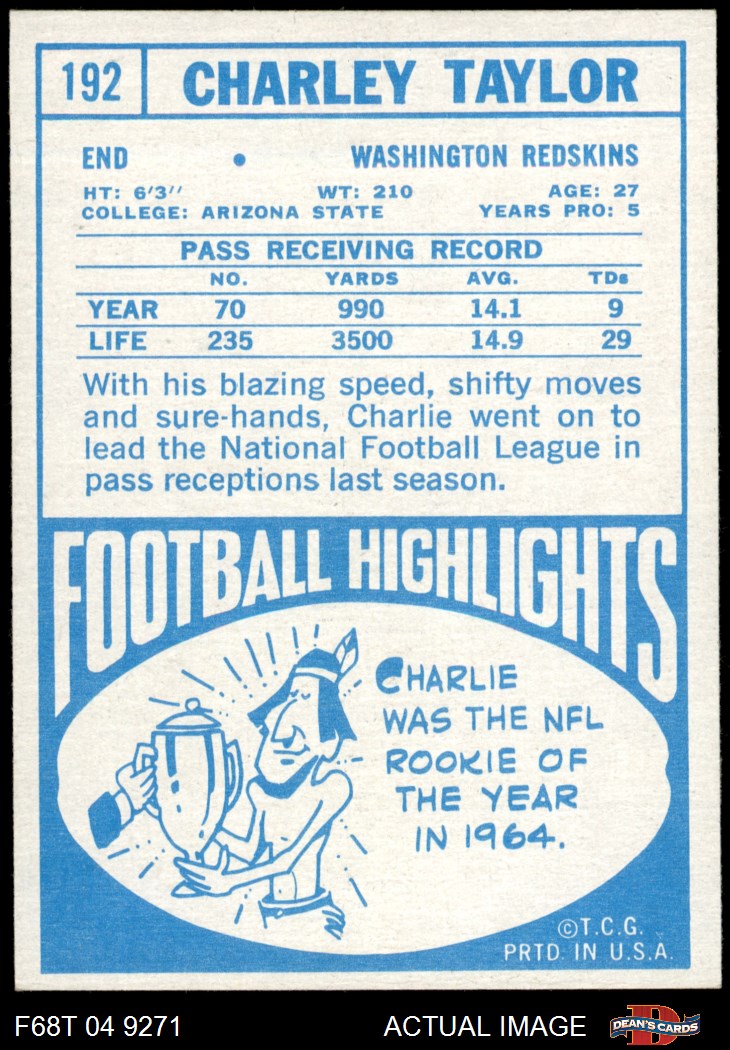 192 CHARLEY TAYLOR
END • WASHINGTON REDSKINS
HT: 6'3'' WT: 210 AGE: 27
COLLEGE: ARIZONA STATE YEARS PRO: 5
PASS RECEIVING RECORD
NO. YARDS AVG. TDs
YEAR 70 990 14.1 9
LIFE 235 3500 14.9 29
With his blazing speed, shifty moves
and sure-hands, Charlie went on to
lead the National Football League in
pass receptions last season.
FOOTBALL HIGHLIGHTS
CHARLIE
WAS THE NFL
ROOKIE OF
THE YEAR
IN 1964.
©T.C.G.
PRTD. IN U.S.A.
F68T 04 9271 ACTUAL IMAGE D DEAN'S CARDS